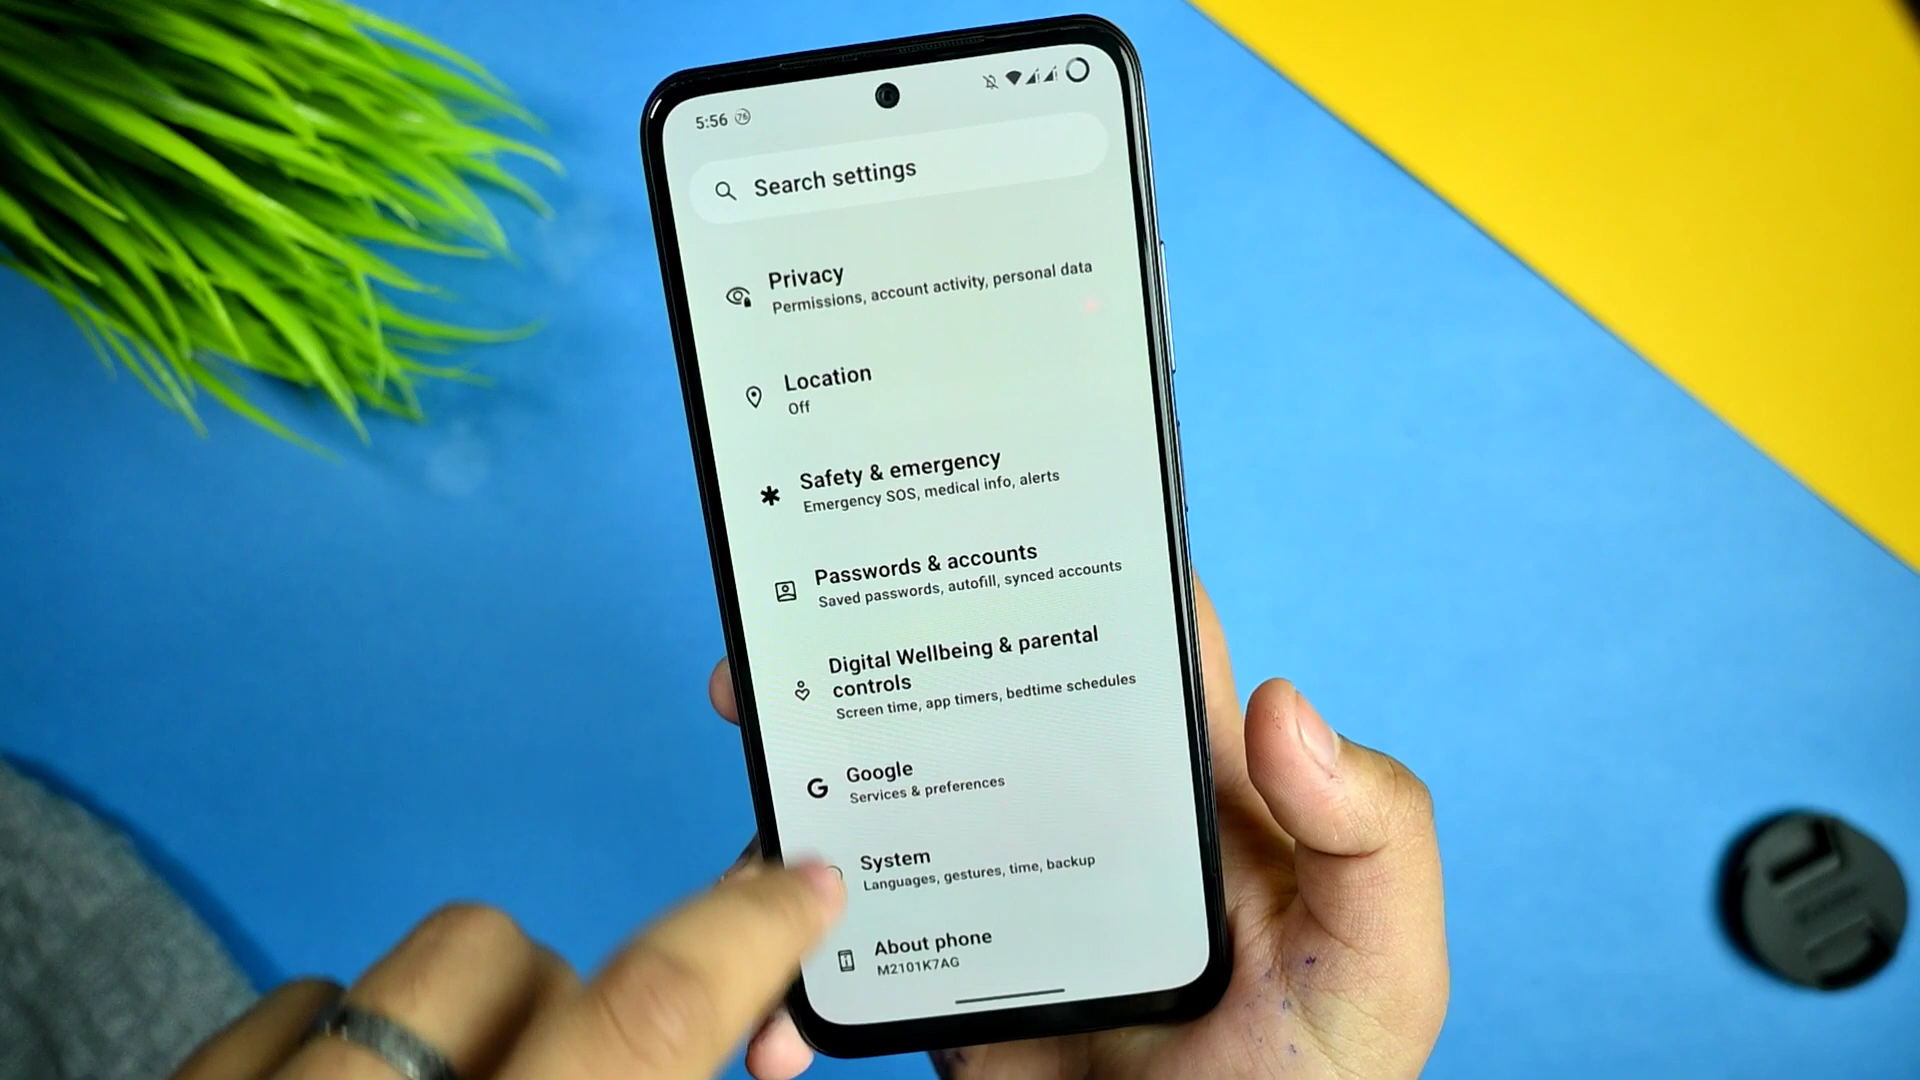 5:56 76
Search settings
Privacy
Permissions, account activity, personal data
Location
Off
Safety & emergency
Emergency SOS, medical info, alerts
Passwords & accounts
Saved passwords, autofill, synced accounts
Digital Wellbeing & parental
controls
Screen time, app timers, bedtime schedules
Google
Services & preferences
System
Languages, gestures, time, backup
About phone
M2101K7AG